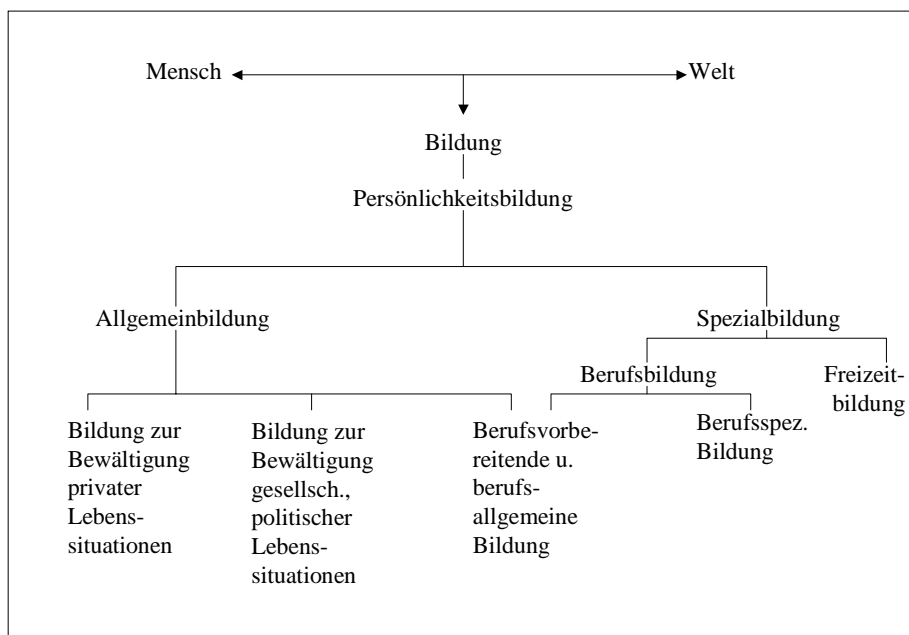 Mensch
Welt
Bildung
Persönlichkeitsbildung
Allgemeinbildung
Spezialbildung
Berufsbildung
Freizeit-
bildung
Bildung zur
Bewältigung
privater
Lebens-
situationen
Bildung zur
Bewältigung
gesellsch.,
politischer
Lebens-
situationen
Berufsvorbe-
reitende u.
berufs-
allgemeine
Bildung
Berufsspez.
Bildung